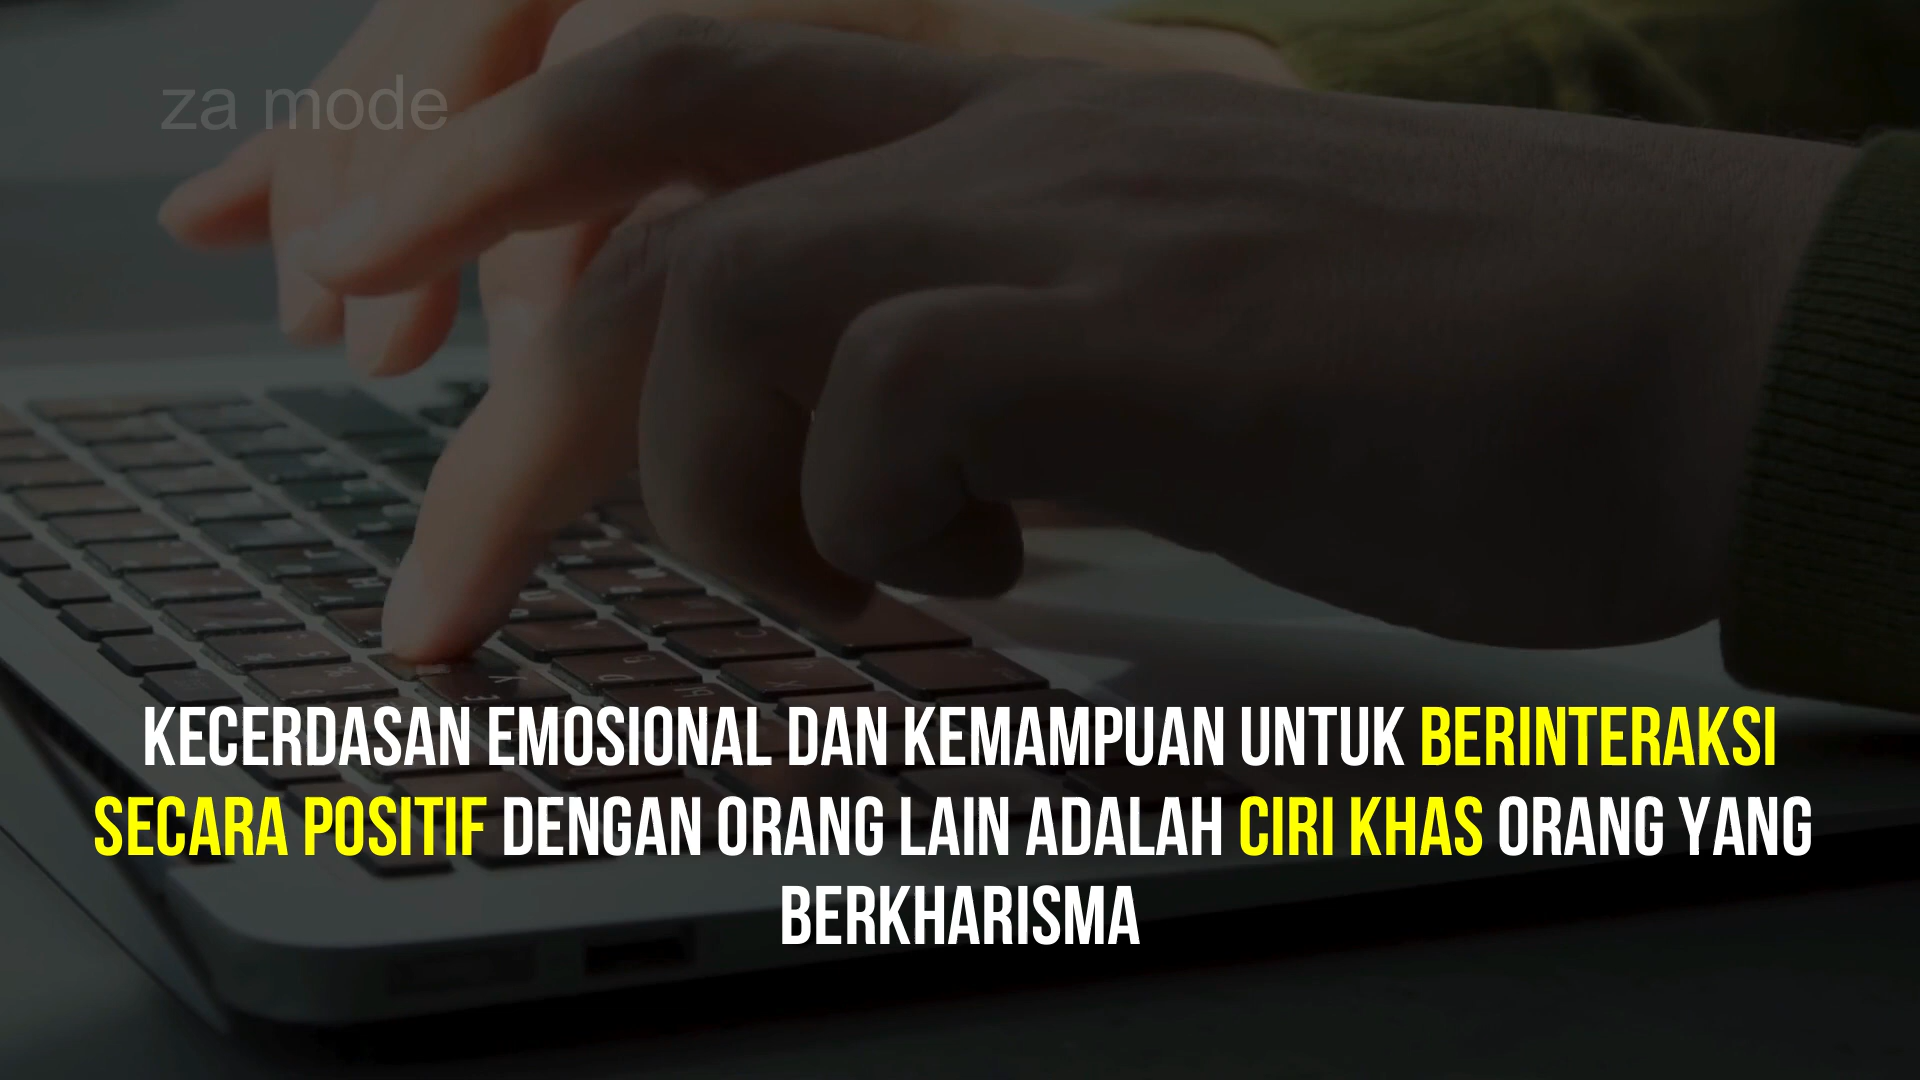 za mode
KECERDASAN EMOSIONAL DAN KEMAMPUAN UNTUK BERINTERAKSI
SECARA POSITIF DENGAN ORANG LAIN ADALAH CIRI KHAS ORANG YANG
BERKHARISMA